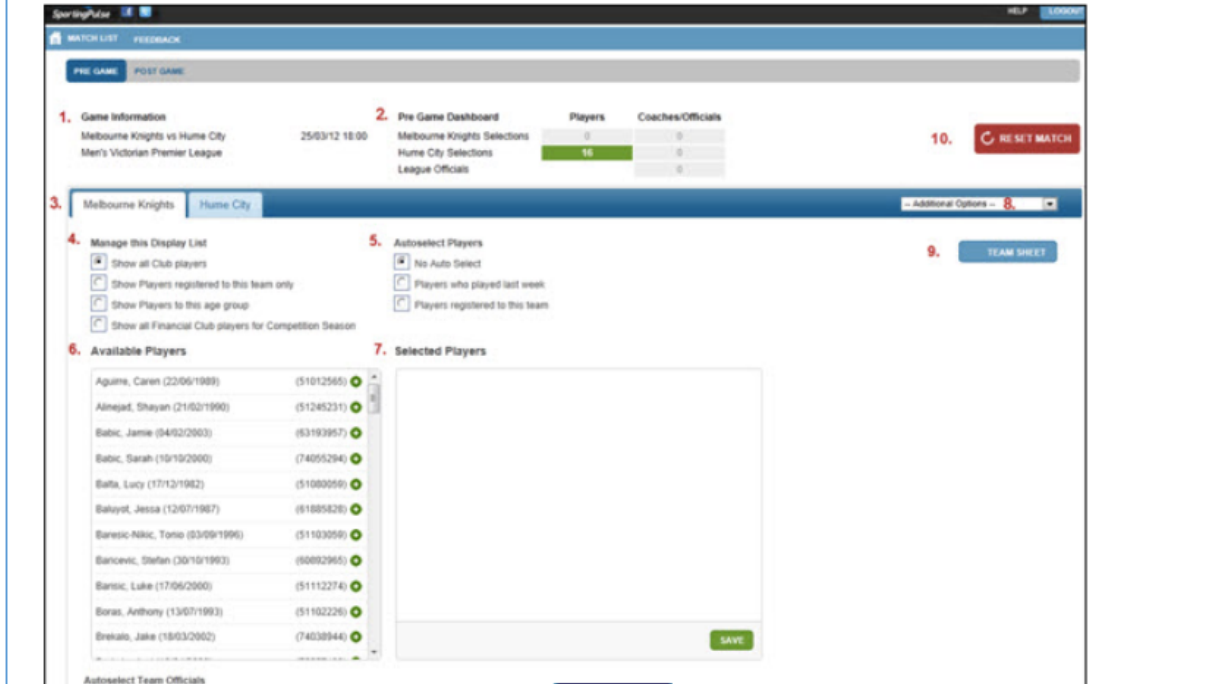 SportingPulse HELP LOGOUT
MATCH LIST FEEDBACK
PRE GAME POST GAME
1. Game Information
Melbourne Knights vs Hume City 25/03/12 18:00
Men's Victorian Premier League
2. Pre Game Dashboard Players Coaches/Officials
Melbourne Knights Selections 0 0
Hume City Selections 16 0
League Officials 0
10. RESET MATCH
3. Melbourne Knights Hume City
-- Additional Options -- 8.
4. Manage this Display List
Show all Club players
Show Players registered to this team only
Show Players to this age group
Show all Financial Club players for Competition Season
5. Autoselect Players
No Auto Select
Players who played last week
Players registered to this team
9. TEAM SHEET
6. Available Players
Aguirre, Caren (22/06/1989) (51012565)
Alinejad, Shayan (21/02/1990) (51245231)
Babic, Jamie (04/02/2003) (63193957)
Babic, Sarah (10/10/2000) (74055294)
Balta, Lucy (17/12/1982) (51080059)
Baluyot, Jessa (12/07/1987) (61885828)
Baresic-Nikic, Tonio (03/09/1996) (51103059)
Baricevic, Stefan (30/10/1993) (60892965)
Barisic, Luke (17/06/2000) (51112274)
Boras, Anthony (13/07/1993) (51102226)
Brekalo, Jake (18/03/2002) (74038944)
7. Selected Players
SAVE
Autoselect Team Officials